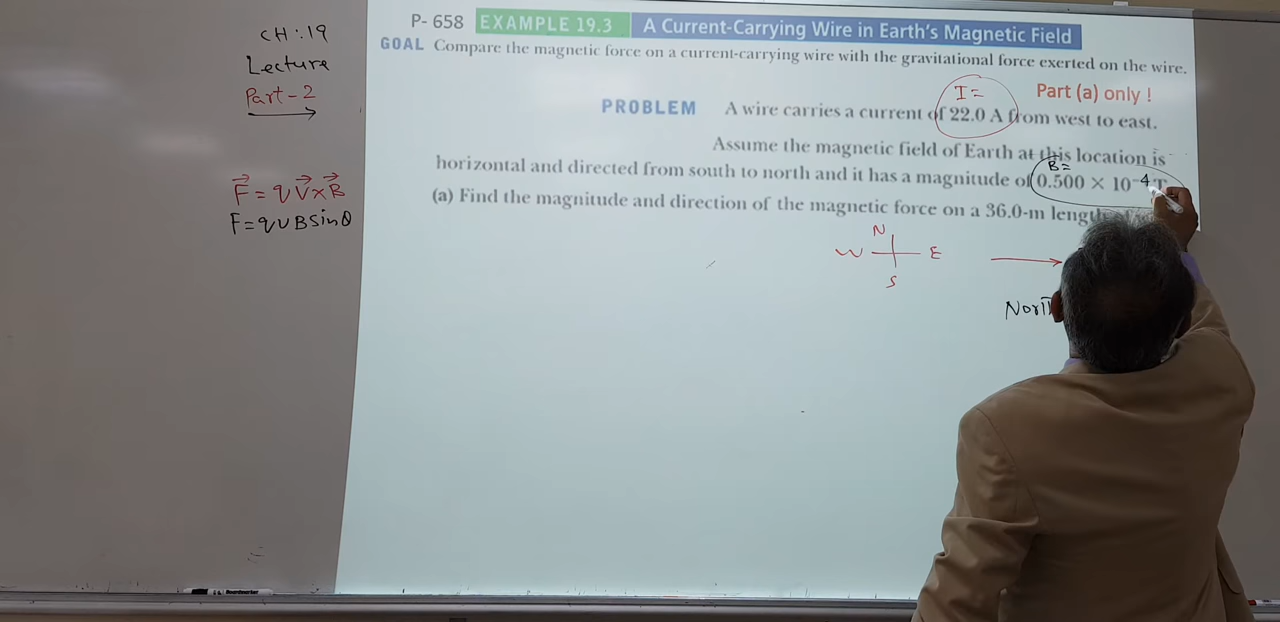 CH:19
Lecture
Part-2
F = qV×B
F=qvBsinθ
P- 658 EXAMPLE 19.3 A Current-Carrying Wire in Earth's Magnetic Field
GOAL Compare the magnetic force on a current-carrying wire with the gravitational force exerted on the wire.
I= Part (a) only !
PROBLEM A wire carries a current of 22.0 A from west to east.
Assume the magnetic field of Earth at this location is
B=
horizontal and directed from south to north and it has a magnitude of 0.500 × 10⁻⁴ T
(a) Find the magnitude and direction of the magnetic force on a 36.0-m length
N
W E
S